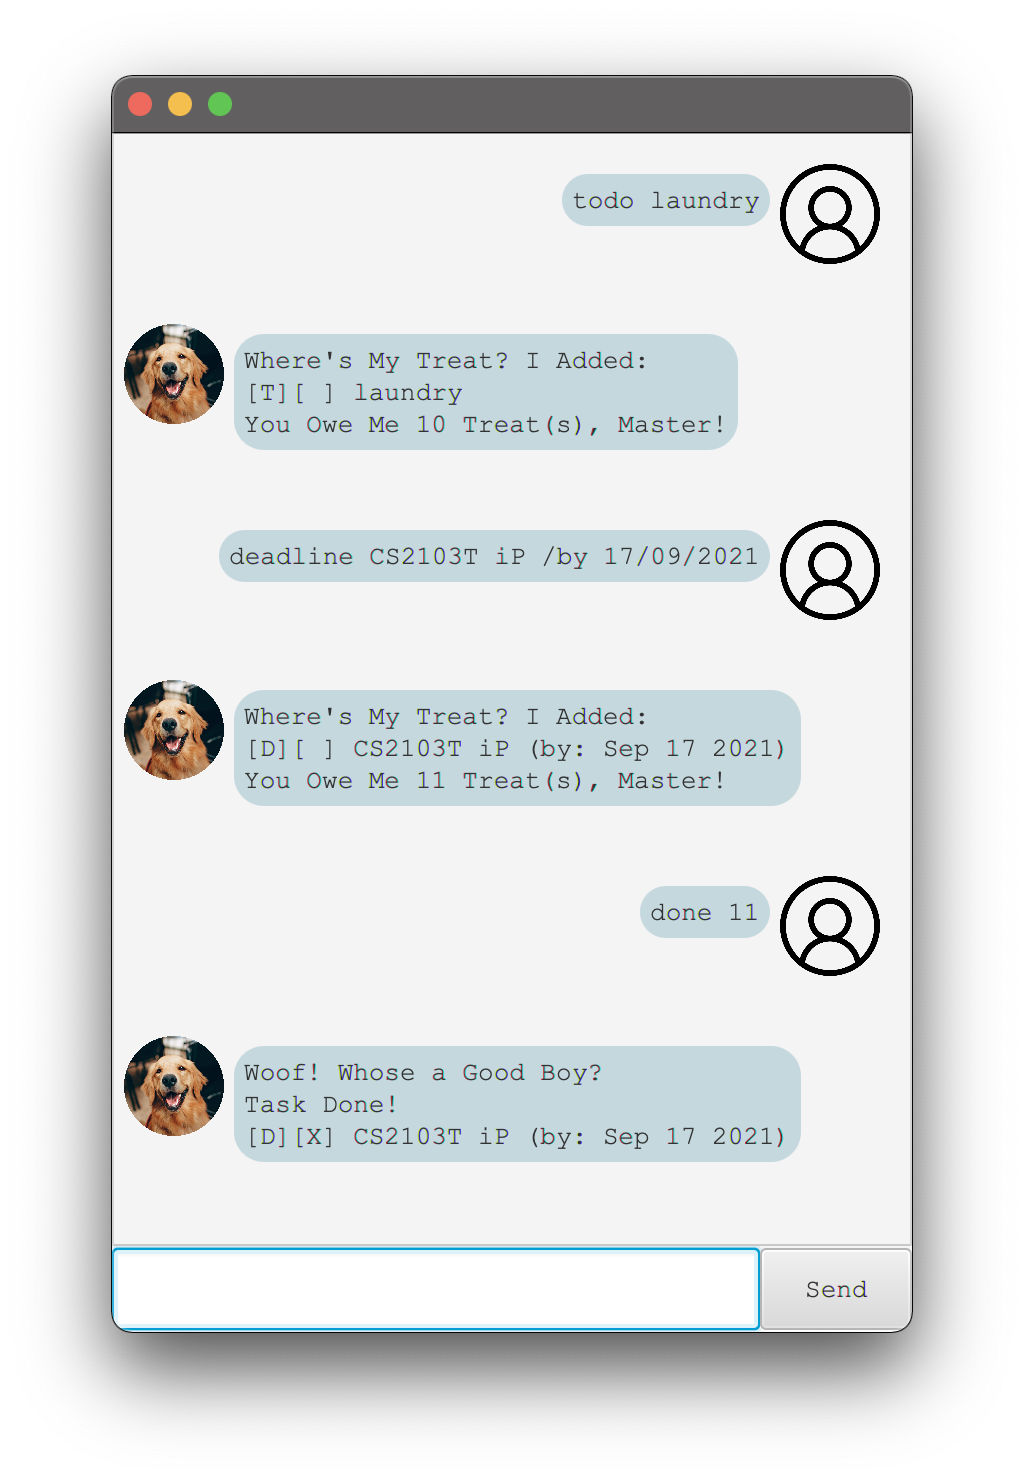 todo laundry
Where's My Treat? I Added:
[T][ ] laundry
You Owe Me 10 Treat(s), Master!
deadline CS2103T iP /by 17/09/2021
Where's My Treat? I Added:
[D][ ] CS2103T iP (by: Sep 17 2021)
You Owe Me 11 Treat(s), Master!
done 11
Woof! Whose a Good Boy?
Task Done!
[D][X] CS2103T iP (by: Sep 17 2021)
Send